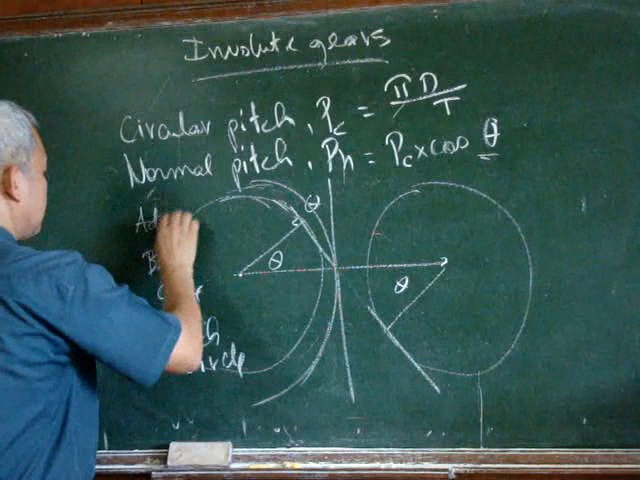 Involute gears
Circular pitch, Pc = πD/T
Normal pitch, Pn = Pc × cos θ
θ
θ
θ